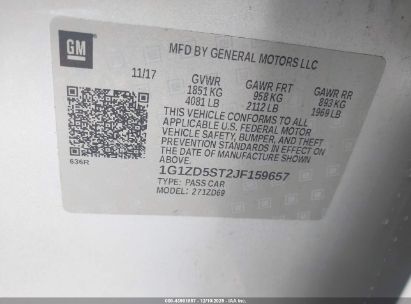 GM
MFD BY GENERAL MOTORS LLC
11/17 GVWR GAWR FRT GAWR RR
1851 KG 958 KG 893 KG
4081 LB 2112 LB 1969 LB
THIS VEHICLE CONFORMS TO ALL
APPLICABLE U.S. FEDERAL MOTOR
VEHICLE SAFETY, BUMPER, AND THEFT
PREVENTION STANDARDS IN EFFECT ON
THE DATE OF MANUFACTURE SHOWN
ABOVE.
636R
1G1ZD5ST2JF159657
TYPE: PASS CAR
MODEL: 271ZD69